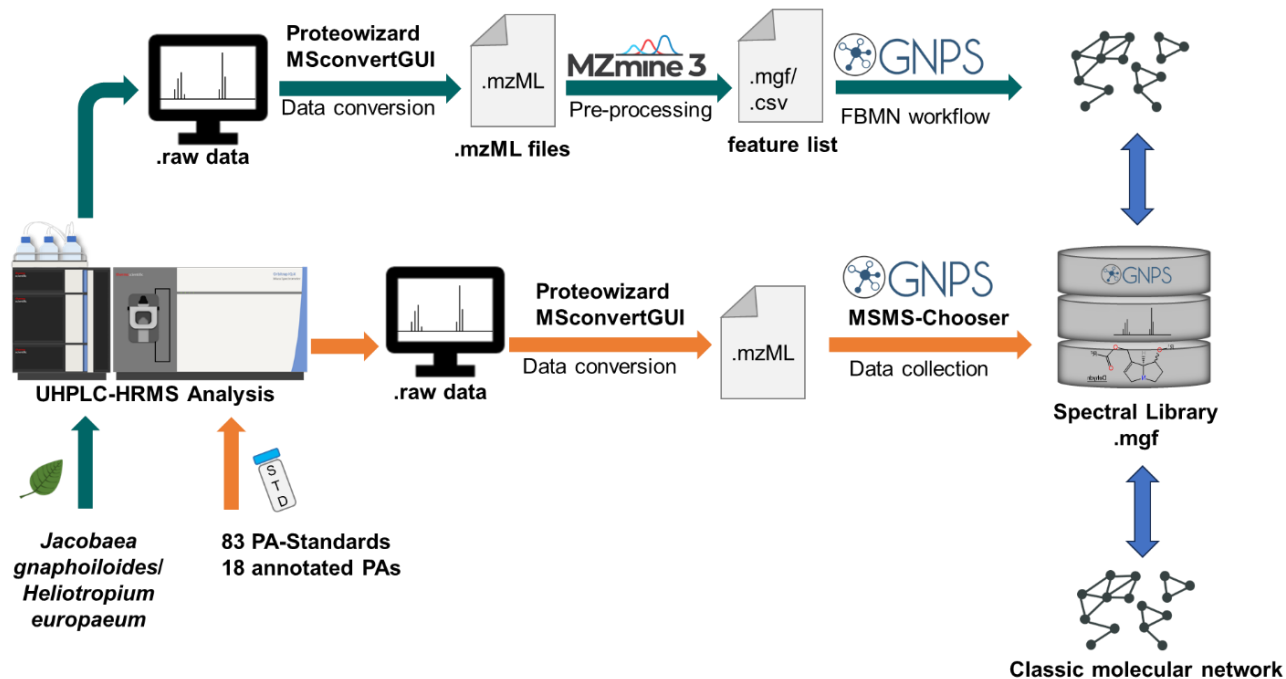 Proteowizard
MSconvertGUI
Data conversion
.raw data
.mzML
.mzML files
MZmine 3
Pre-processing
.mgf/
.csv
feature list
GNPS
FBMN workflow
UHPLC-HRMS Analysis
.raw data
Proteowizard
MSconvertGUI
Data conversion
.mzML
GNPS
MSMS-Chooser
Data collection
GNPS
Spectral Library
.mgf
STD
Jacobaea
gnaphoiloides/
Heliotropium
europaeum
83 PA-Standards
18 annotated PAs
Classic molecular network